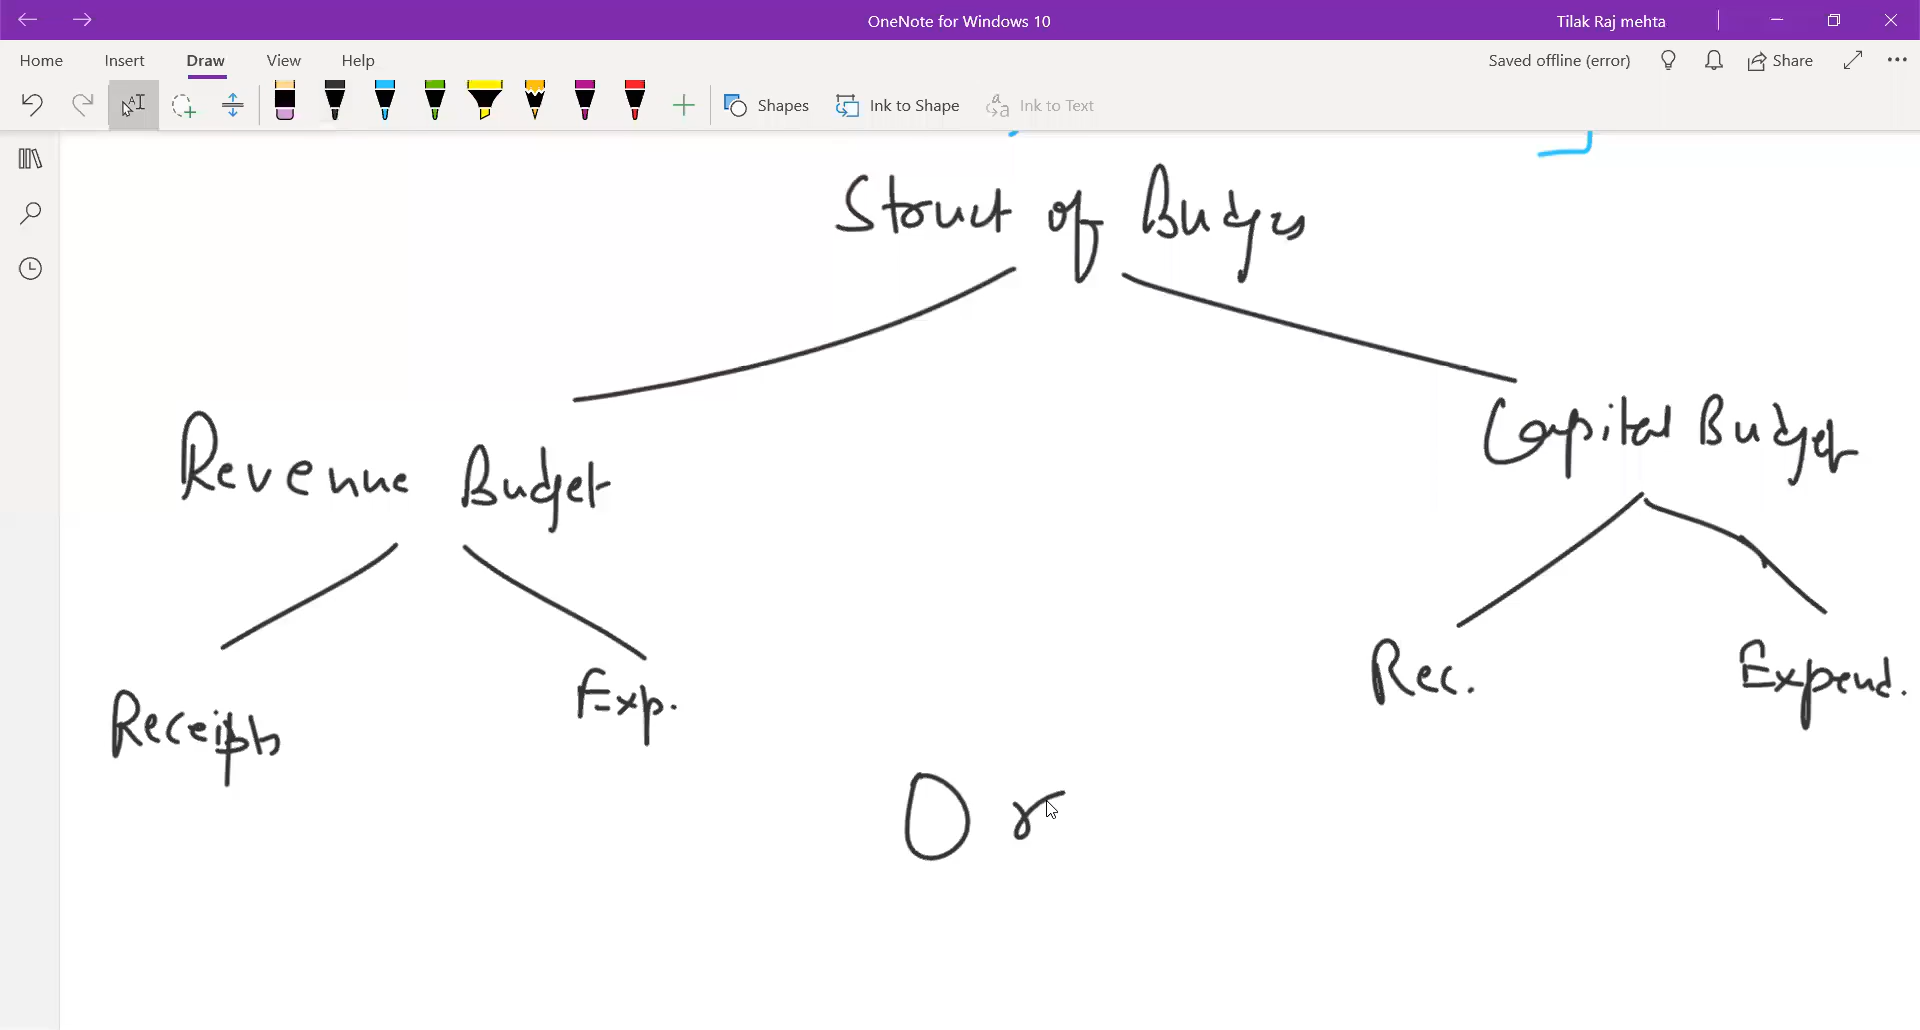 OneNote for Windows 10
Tilak Raj mehta
Home Insert Draw View Help
Saved offline (error)
Share
Shapes
Ink to Shape
Ink to Text
Struct of Budges
Revenue Budget
Capital Budget
Receipts
Exp.
Rec.
Expend.
Or